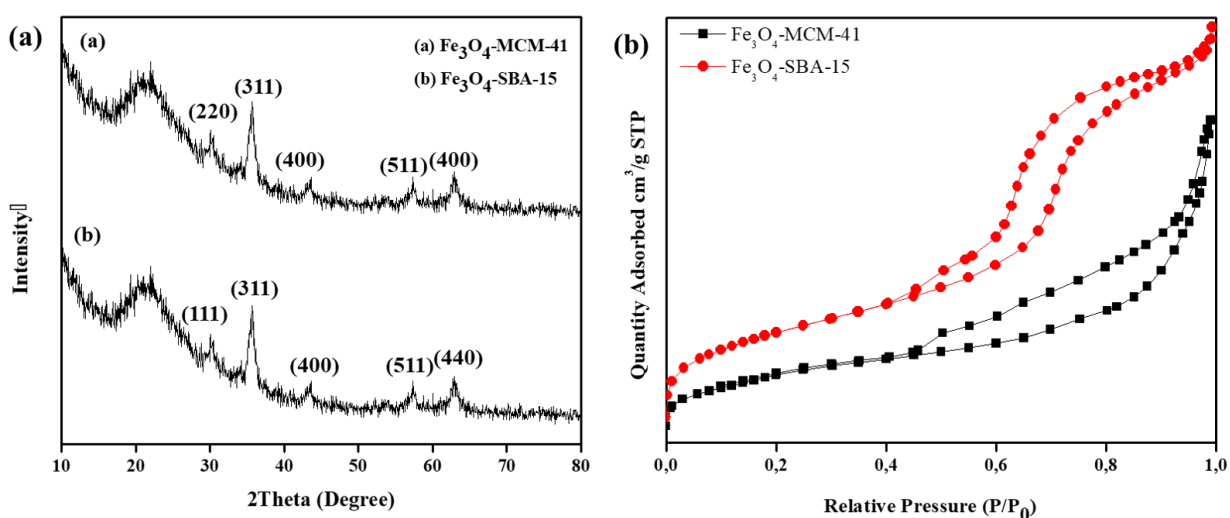 (a)
(a)
(a) Fe3O4-MCM-41
(b) Fe3O4-SBA-15
(220)
(311)
(400)
(511)
(400)
(b)
(111)
(311)
(400)
(511)
(440)
Intensity▯
10 20 30 40 50 60 70 80
2Theta (Degree)
(b)
Fe3O4-MCM-41
Fe3O4-SBA-15
Quantity Adsorbed cm³/g STP
0,0 0,2 0,4 0,6 0,8 1,0
Relative Pressure (P/P0)